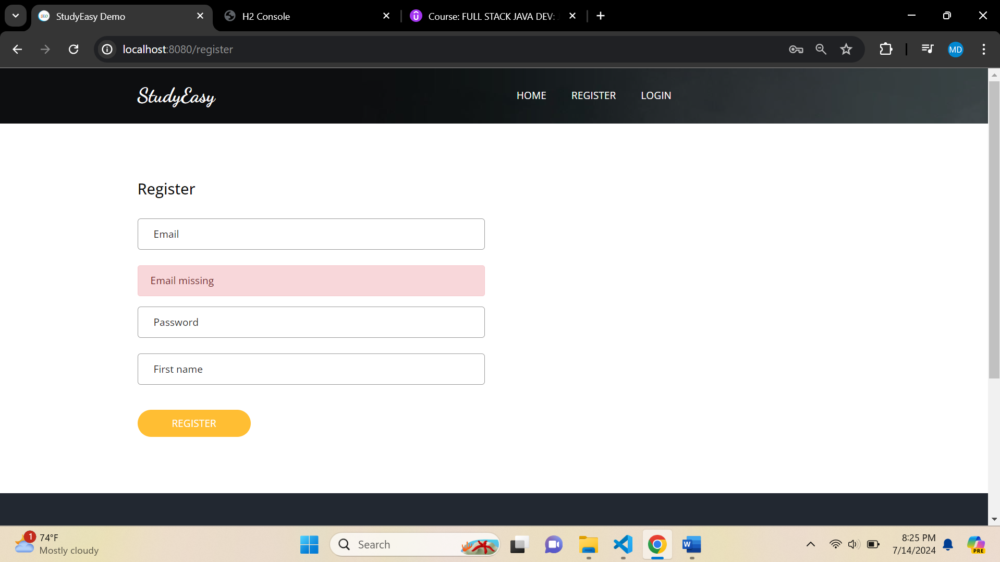 StudyEasy Demo
H2 Console
Course: FULL STACK JAVA DEV:
localhost:8080/register
MD
StudyEasy
HOME
REGISTER
LOGIN
Register
Email
Email missing
Password
First name
REGISTER
1
74°F
Mostly cloudy
Search
W
8:25 PM
7/14/2024
PRE